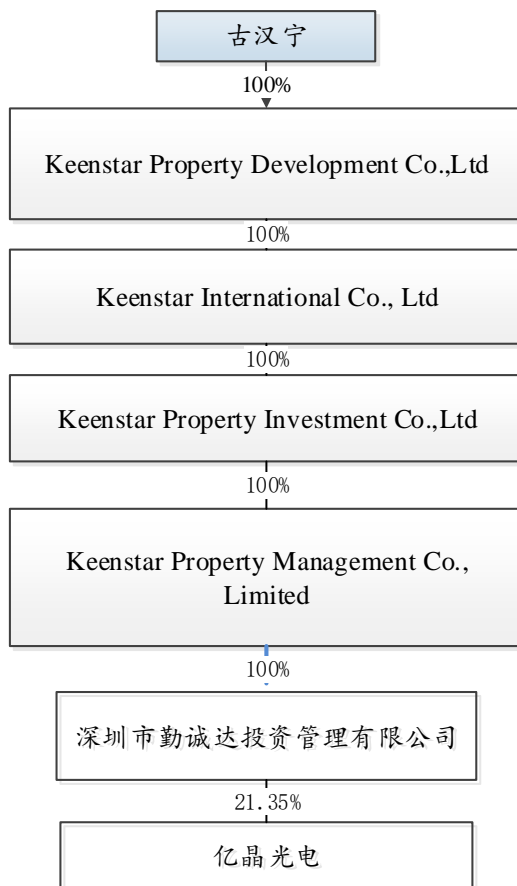 古汉宁
100%
Keenstar Property Development Co.,Ltd
100%
Keenstar International Co., Ltd
100%
Keenstar Property Investment Co.,Ltd
100%
Keenstar Property Management Co.,
Limited
100%
深圳市勤诚达投资管理有限公司
21.35%
亿晶光电